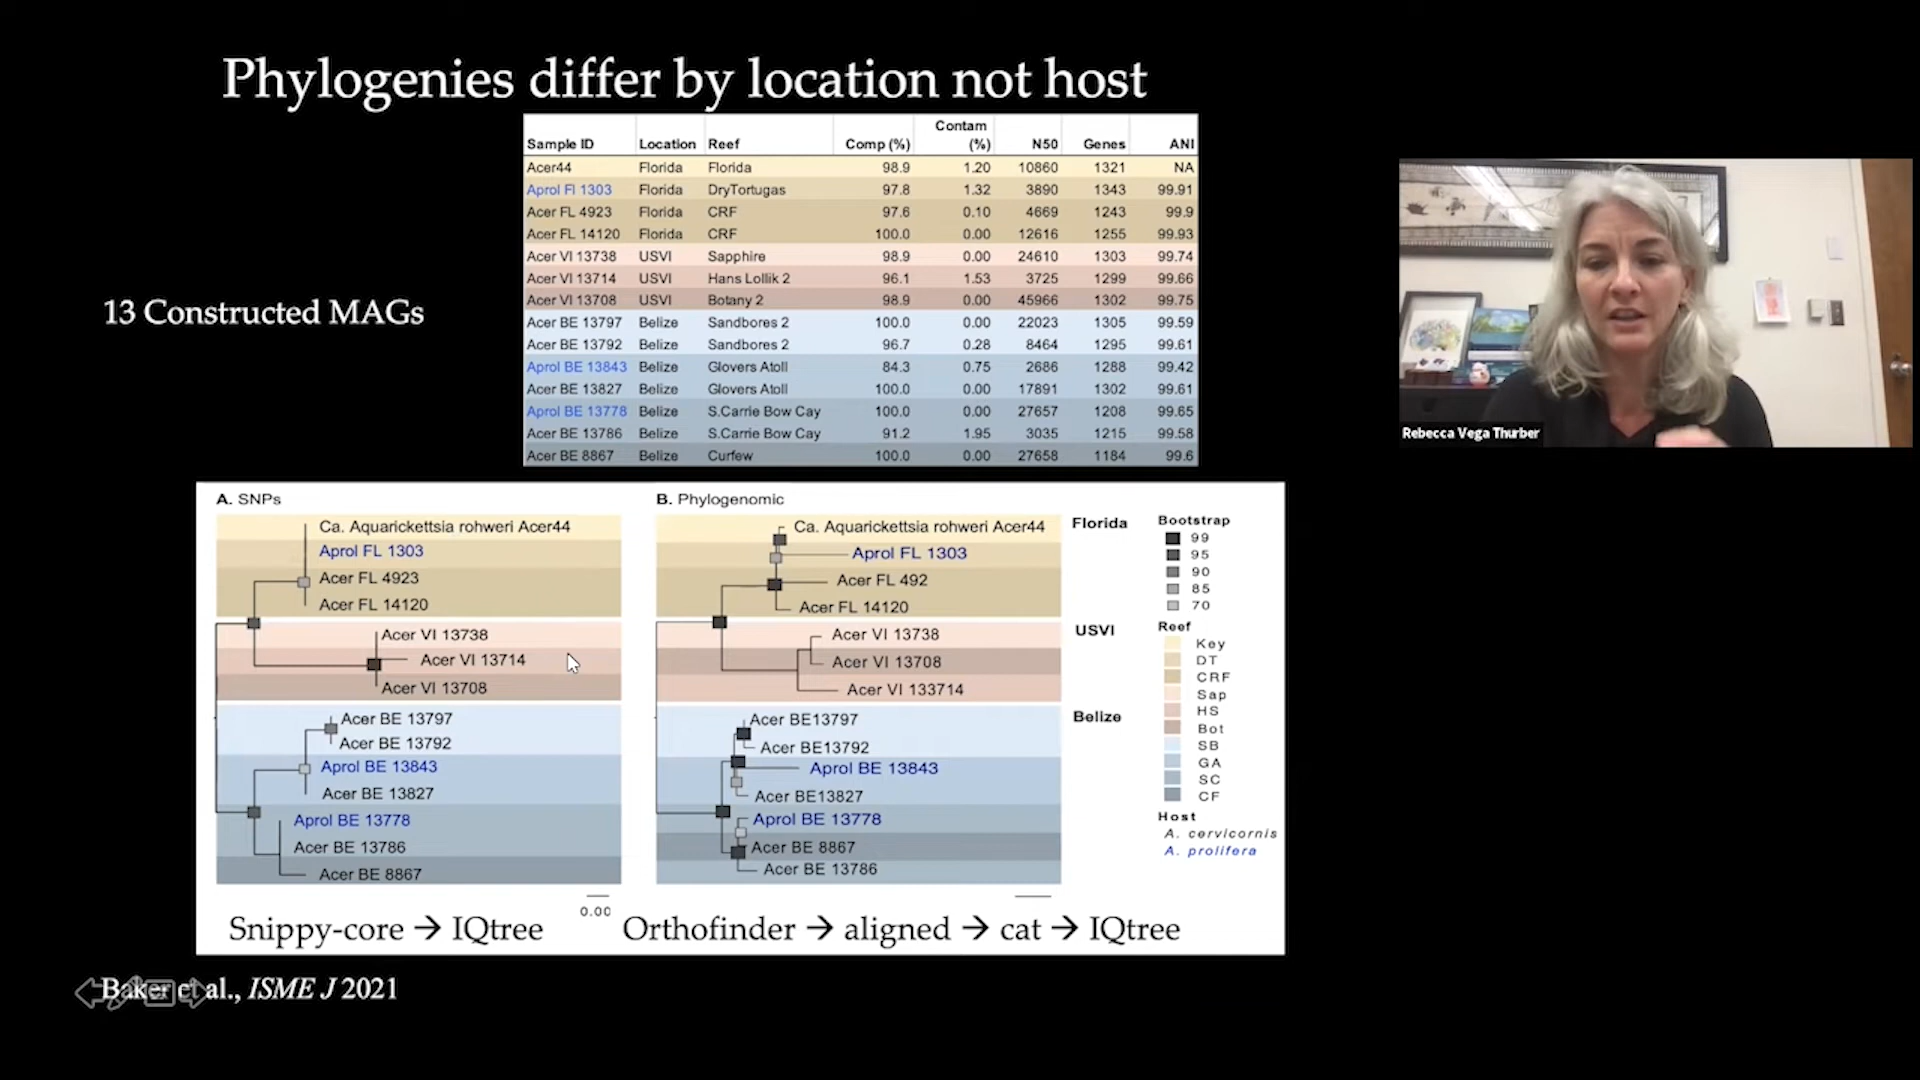 Phylogenies differ by location not host
13 Constructed MAGs
Sample ID Location Reef Comp (%) Contam (%) N50 Genes ANI
Acer44 Florida Florida 98.9 1.20 10860 1321 NA
Aprol Fl 1303 Florida DryTortugas 97.8 1.32 3890 1343 99.91
Acer FL 4923 Florida CRF 97.6 0.10 4669 1243 99.9
Acer FL 14120 Florida CRF 100.0 0.00 12616 1255 99.93
Acer VI 13738 USVI Sapphire 98.9 0.00 24610 1303 99.74
Acer VI 13714 USVI Hans Lollik 2 96.1 1.53 3725 1299 99.66
Acer VI 13708 USVI Botany 2 98.9 0.00 45966 1302 99.75
Acer BE 13797 Belize Sandbores 2 100.0 0.00 22023 1305 99.59
Acer BE 13792 Belize Sandbores 2 96.7 0.28 8464 1295 99.61
Aprol BE 13843 Belize Glovers Atoll 84.3 0.75 2686 1288 99.42
Acer BE 13827 Belize Glovers Atoll 100.0 0.00 17891 1302 99.61
Aprol BE 13778 Belize S.Carrie Bow Cay 100.0 0.00 27657 1208 99.65
Acer BE 13786 Belize S.Carrie Bow Cay 91.2 1.95 3035 1215 99.58
Acer BE 8867 Belize Curfew 100.0 0.00 27658 1184 99.6
Rebecca Vega Thurber
A. SNPs
Ca. Aquarickettsia rohweri Acer44
Aprol FL 1303
Acer FL 4923
Acer FL 14120
Acer VI 13738
Acer VI 13714
Acer VI 13708
Acer BE 13797
Acer BE 13792
Aprol BE 13843
Acer BE 13827
Aprol BE 13778
Acer BE 13786
Acer BE 8867
0.00
Snippy-core → IQtree
B. Phylogenomic
Ca. Aquarickettsia rohweri Acer44
Aprol FL 1303
Acer FL 492
Acer FL 14120
Acer VI 13738
Acer VI 13708
Acer VI 133714
Acer BE13797
Acer BE13792
Aprol BE 13843
Acer BE13827
Aprol BE 13778
Acer BE 8867
Acer BE 13786
Orthofinder → aligned → cat → IQtree
Florida
USVI
Belize
Bootstrap
99
95
90
85
70
Reef
Key
DT
CRF
Sap
HS
Bot
SB
GA
SC
CF
Host
A. cervicornis
A. prolifera
Baker et al., ISME J 2021